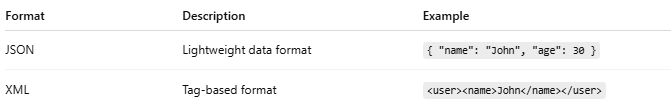 Format Description Example
JSON Lightweight data format { "name": "John", "age": 30 }
XML Tag-based format <user><name>John</name></user>